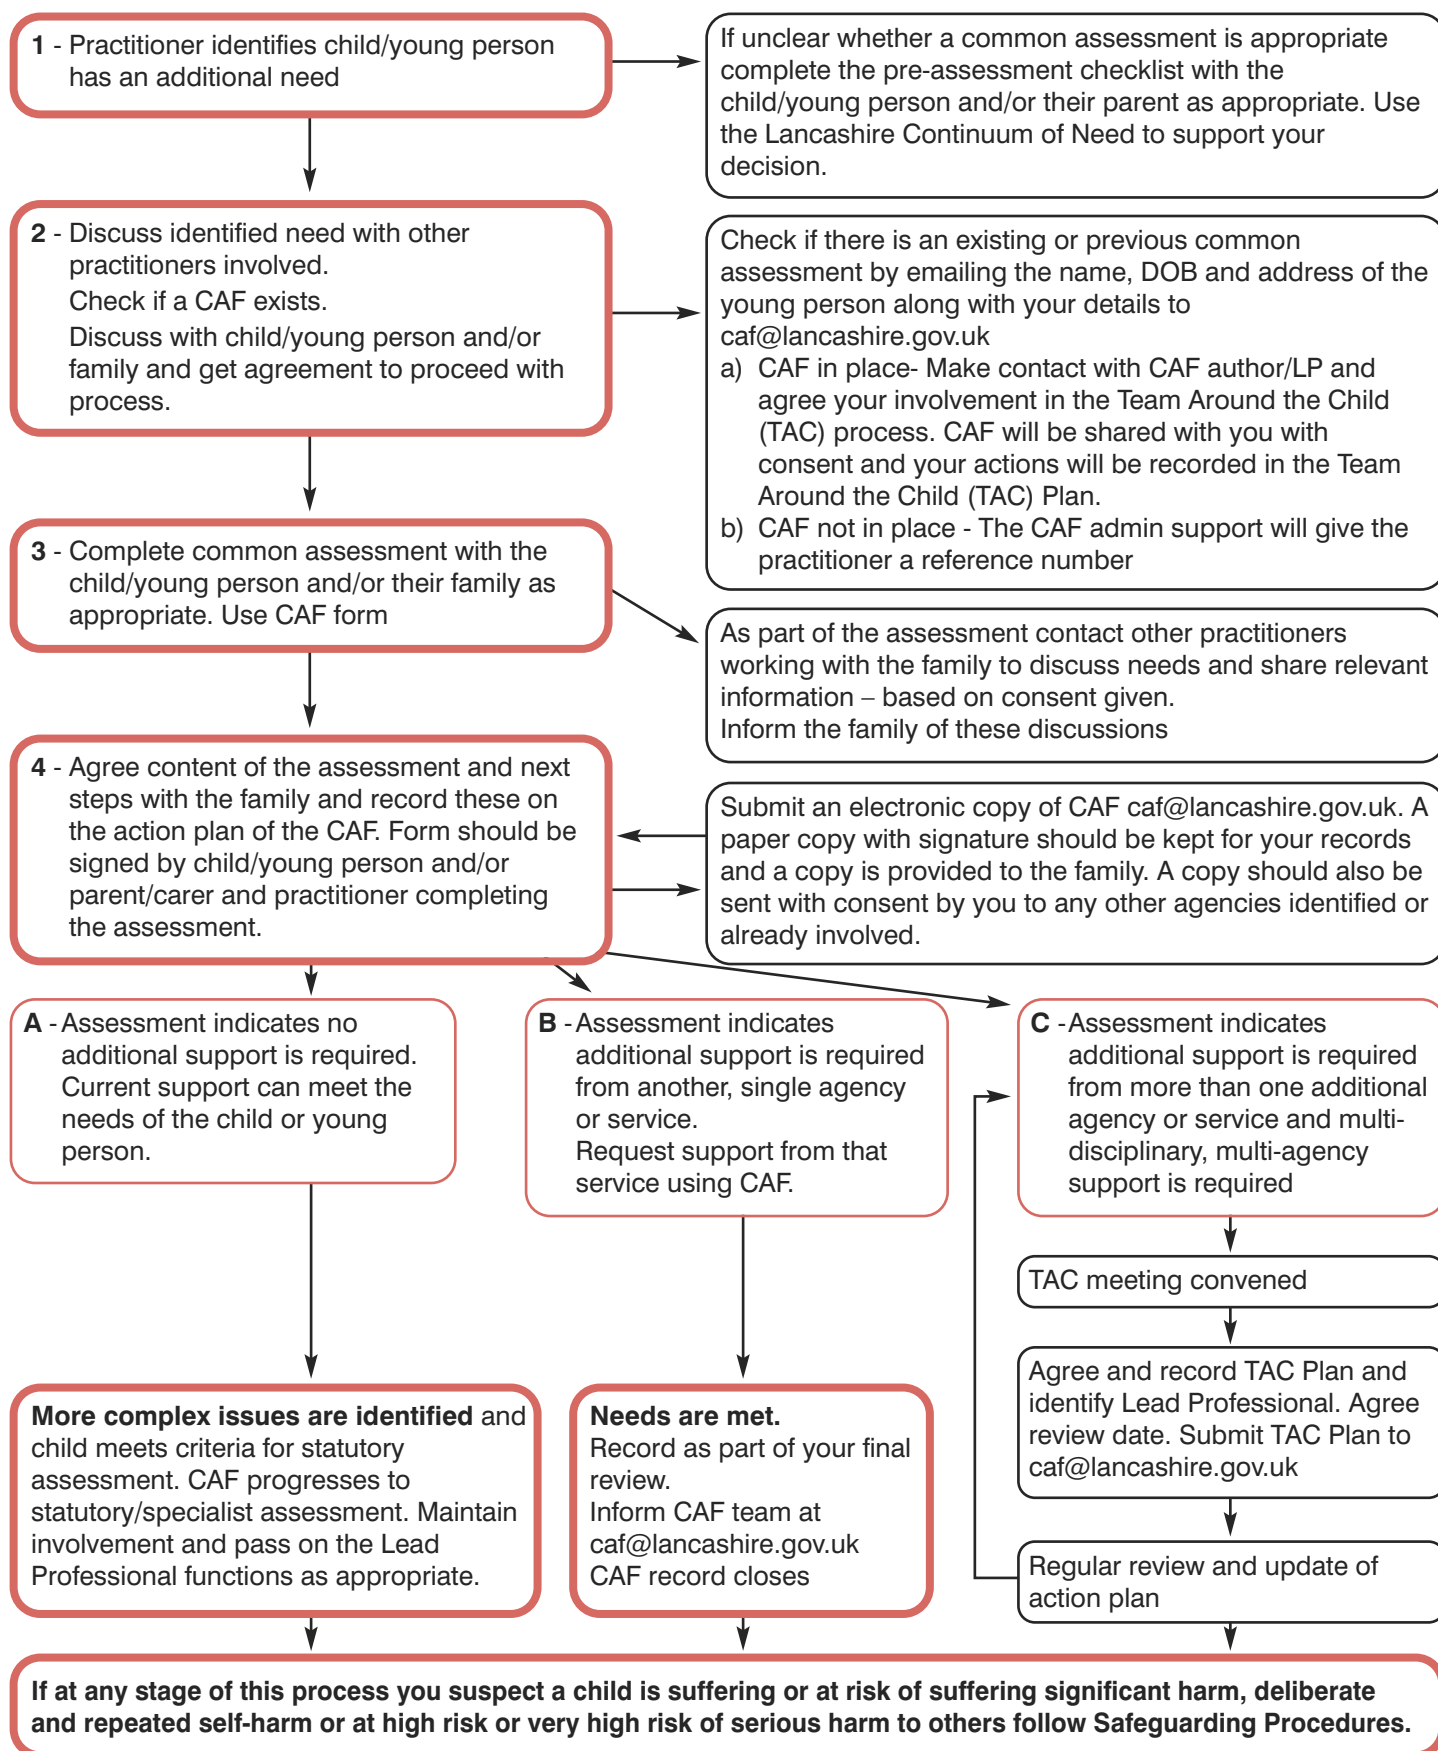 1 - Practitioner identifies child/young person
has an additional need
If unclear whether a common assessment is appropriate
complete the pre-assessment checklist with the
child/young person and/or their parent as appropriate. Use
the Lancashire Continuum of Need to support your
decision.
2 - Discuss identified need with other
practitioners involved.
Check if a CAF exists.
Discuss with child/young person and/or
family and get agreement to proceed with
process.
Check if there is an existing or previous common
assessment by emailing the name, DOB and address of the
young person along with your details to
caf@lancashire.gov.uk
a) CAF in place- Make contact with CAF author/LP and
agree your involvement in the Team Around the Child
(TAC) process. CAF will be shared with you with
consent and your actions will be recorded in the Team
Around the Child (TAC) Plan.
b) CAF not in place - The CAF admin support will give the
practitioner a reference number
3 - Complete common assessment with the
child/young person and/or their family as
appropriate. Use CAF form
As part of the assessment contact other practitioners
working with the family to discuss needs and share relevant
information – based on consent given.
Inform the family of these discussions
4 - Agree content of the assessment and next
steps with the family and record these on
the action plan of the CAF. Form should be
signed by child/young person and/or
parent/carer and practitioner completing
the assessment.
Submit an electronic copy of CAF caf@lancashire.gov.uk. A
paper copy with signature should be kept for your records
and a copy is provided to the family. A copy should also be
sent with consent by you to any other agencies identified or
already involved.
A - Assessment indicates no
additional support is required.
Current support can meet the
needs of the child or young
person.
B - Assessment indicates
additional support is required
from another, single agency
or service.
Request support from that
service using CAF.
C - Assessment indicates
additional support is required
from more than one additional
agency or service and multi-
disciplinary, multi-agency
support is required
TAC meeting convened
Agree and record TAC Plan and
identify Lead Professional. Agree
review date. Submit TAC Plan to
caf@lancashire.gov.uk
Regular review and update of
action plan
More complex issues are identified and
child meets criteria for statutory
assessment. CAF progresses to
statutory/specialist assessment. Maintain
involvement and pass on the Lead
Professional functions as appropriate.
Needs are met.
Record as part of your final
review.
Inform CAF team at
caf@lancashire.gov.uk
CAF record closes
If at any stage of this process you suspect a child is suffering or at risk of suffering significant harm, deliberate
and repeated self-harm or at high risk or very high risk of serious harm to others follow Safeguarding Procedures.